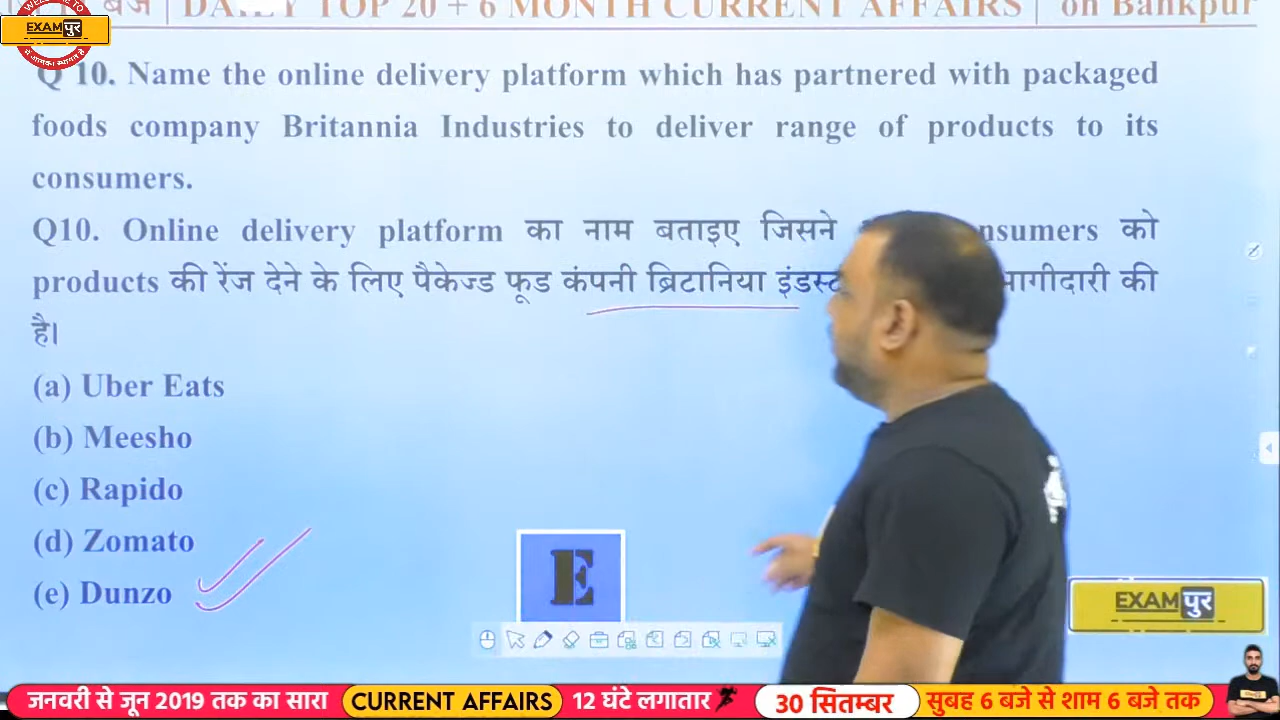 DAILY TOP 20 + 6 MONTH CURRENT AFFAIRS | on Bankpur
EXAMपुर
Q 10. Name the online delivery platform which has partnered with packaged
foods company Britannia Industries to deliver range of products to its
consumers.
Q10. Online delivery platform का नाम बताइए जिसने nsumers को
products की रेंज देने के लिए पैकेज्ड फूड कंपनी ब्रिटानिया इंडस्ट भागीदारी की
है।
(a) Uber Eats
(b) Meesho
(c) Rapido
(d) Zomato
(e) Dunzo
E
EXAMपुर
जनवरी से जून 2019 तक का सारा CURRENT AFFAIRS 12 घंटे लगातार 30 सितम्बर सुबह 6 बजे से शाम 6 बजे तक